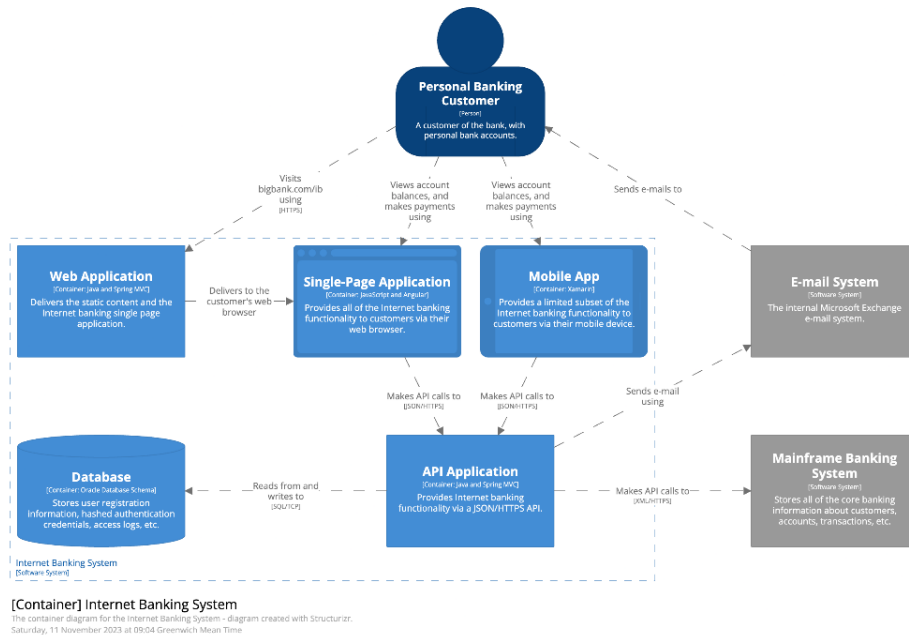 Personal Banking
Customer
[Person]
A customer of the bank, with
personal bank accounts.
Visits
bigbank.com/ib
using
[HTTPS]
Views account
balances, and
makes payments
using
Views account
balances, and
makes payments
using
Sends e-mails to
Web Application
[Container: Java and Spring MVC]
Delivers the static content and the
Internet banking single page
application.
Delivers to the
customer's web
browser
Single-Page Application
[Container: JavaScript and Angular]
Provides all of the Internet banking
functionality to customers via their
web browser.
Mobile App
[Container: Xamarin]
Provides a limited subset of the
Internet banking functionality to
customers via their mobile device.
E-mail System
[Software System]
The internal Microsoft Exchange
e-mail system.
Makes API calls to
[JSON/HTTPS]
Makes API calls to
[JSON/HTTPS]
Sends e-mail
using
Database
[Container: Oracle Database Schema]
Stores user registration
information, hashed authentication
credentials, access logs, etc.
Reads from and
writes to
[SQL/TCP]
API Application
[Container: Java and Spring MVC]
Provides Internet banking
functionality via a JSON/HTTPS API.
Makes API calls to
[XML/HTTPS]
Mainframe Banking
System
[Software System]
Stores all of the core banking
information about customers,
accounts, transactions, etc.
Internet Banking System
[Software System]
[Container] Internet Banking System
The container diagram for the Internet Banking System - diagram created with Structurizr.
Saturday, 11 November 2023 at 09:04 Greenwich Mean Time